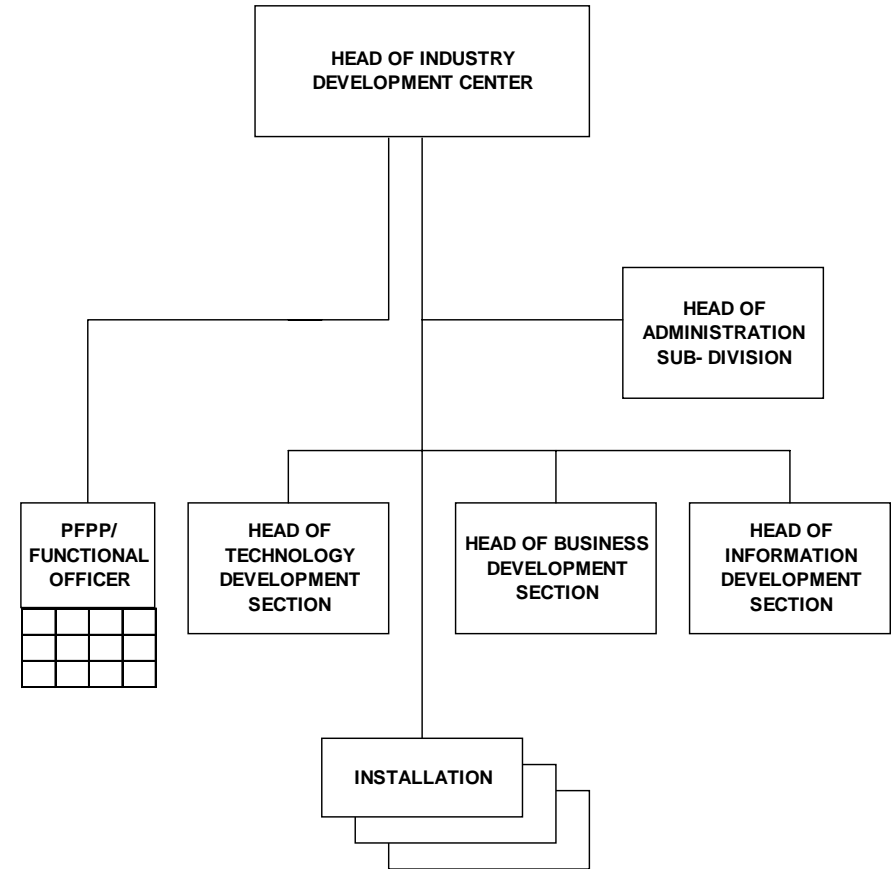 HEAD OF INDUSTRY
DEVELOPMENT CENTER
HEAD OF
ADMINISTRATION
SUB- DIVISION
PFPP/
FUNCTIONAL
OFFICER
HEAD OF
TECHNOLOGY
DEVELOPMENT
SECTION
HEAD OF BUSINESS
DEVELOPMENT
SECTION
HEAD OF
INFORMATION
DEVELOPMENT
SECTION
INSTALLATION